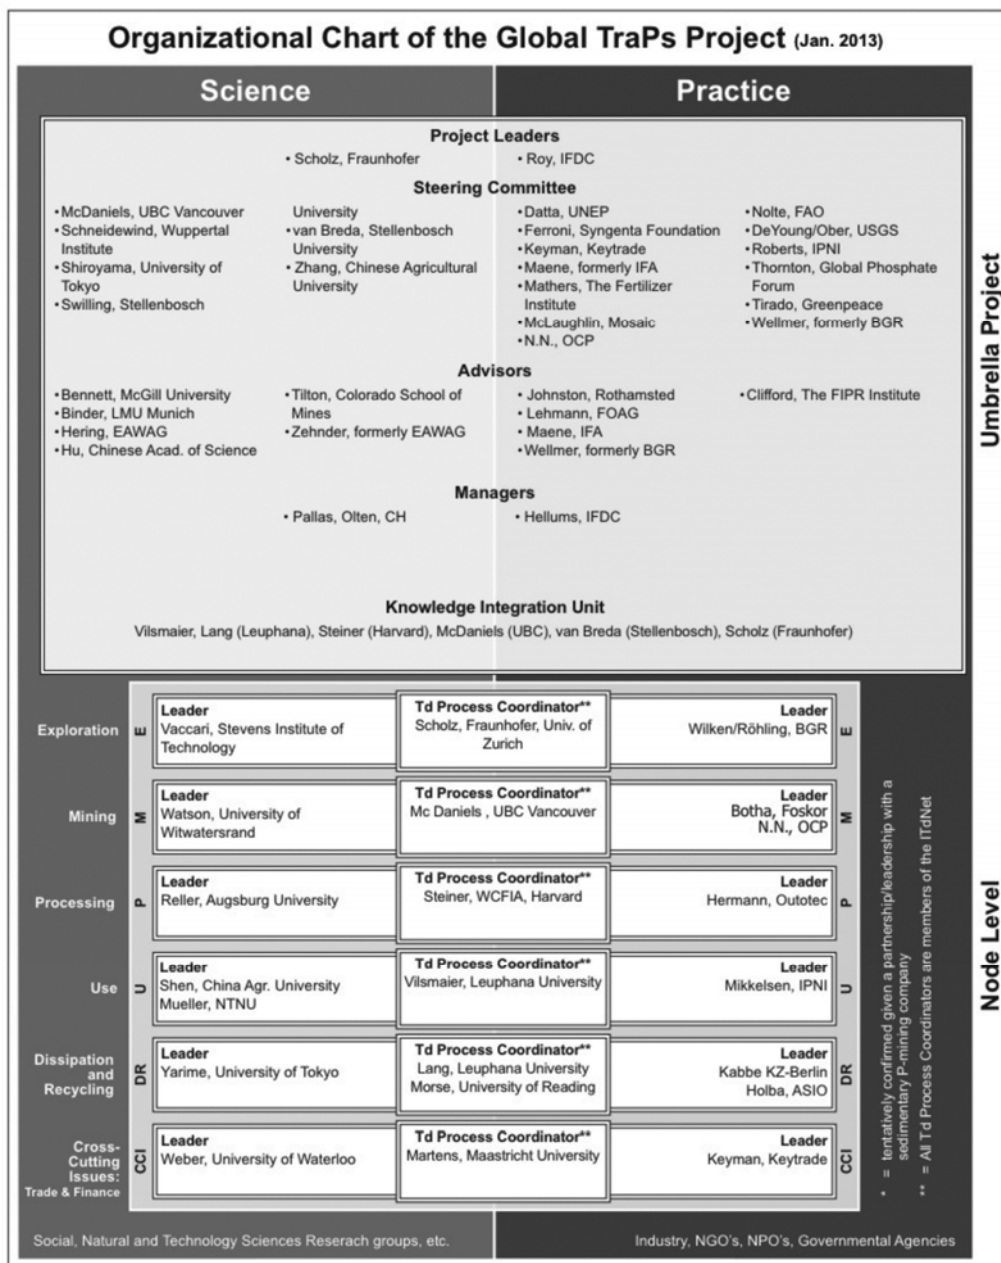 Organizational Chart of the Global TraPs Project (Jan. 2013)
Science
Practice
Project Leaders
• Scholz, Fraunhofer
• Roy, IFDC
Steering Committee
• McDaniels, UBC Vancouver
• Schneidewind, Wuppertal
Institute
• Shiroyama, University of
Tokyo
• Swilling, Stellenbosch
University
• van Breda, Stellenbosch
University
• Zhang, Chinese Agricultural
University
• Datta, UNEP
• Ferroni, Syngenta Foundation
• Keyman, Keytrade
• Maene, formerly IFA
• Mathers, The Fertilizer
Institute
• McLaughlin, Mosaic
• N.N., OCP
• Nolte, FAO
• DeYoung/Ober, USGS
• Roberts, IPNI
• Thornton, Global Phosphate
Forum
• Tirado, Greenpeace
• Wellmer, formerly BGR
Advisors
• Bennett, McGill University
• Binder, LMU Munich
• Hering, EAWAG
• Hu, Chinese Acad. of Science
• Tilton, Colorado School of
Mines
• Zehnder, formerly EAWAG
• Johnston, Rothamsted
• Lehmann, FOAG
• Maene, IFA
• Wellmer, formerly BGR
• Clifford, The FIPR Institute
Managers
• Pallas, Olten, CH
• Hellums, IFDC
Knowledge Integration Unit
Vilsmaier, Lang (Leuphana), Steiner (Harvard), McDaniels (UBC), van Breda (Stellenbosch), Scholz (Fraunhofer)
Umbrella Project
Exploration
E
Leader
Vaccari, Stevens Institute of
Technology
Td Process Coordinator**
Scholz, Fraunhofer, Univ. of
Zurich
Leader
Wilken/Röhling, BGR
E
Mining
M
Leader
Watson, University of
Witwatersrand
Td Process Coordinator**
Mc Daniels , UBC Vancouver
Leader
Botha, Foskor
N.N., OCP
M
Processing
P
Leader
Reller, Augsburg University
Td Process Coordinator**
Steiner, WCFIA, Harvard
Leader
Hermann, Outotec
P
Use
U
Leader
Shen, China Agr. University
Mueller, NTNU
Td Process Coordinator**
Vilsmaier, Leuphana University
Leader
Mikkelsen, IPNI
U
Dissipation
and
Recycling
DR
Leader
Yarime, University of Tokyo
Td Process Coordinator**
Lang, Leuphana University
Morse, University of Reading
Leader
Kabbe KZ-Berlin
Holba, ASIO
DR
Cross-
Cutting
Issues:
Trade & Finance
CCI
Leader
Weber, University of Waterloo
Td Process Coordinator**
Martens, Maastricht University
Leader
Keyman, Keytrade
CCI
* = tentatively confirmed given a partnership/leadership with a
sedimentary P-mining company
** = All Td Process Coordinators are members of the ITdNet
Node Level
Social, Natural and Technology Sciences Reserach groups, etc.
Industry, NGO's, NPO's, Governmental Agencies